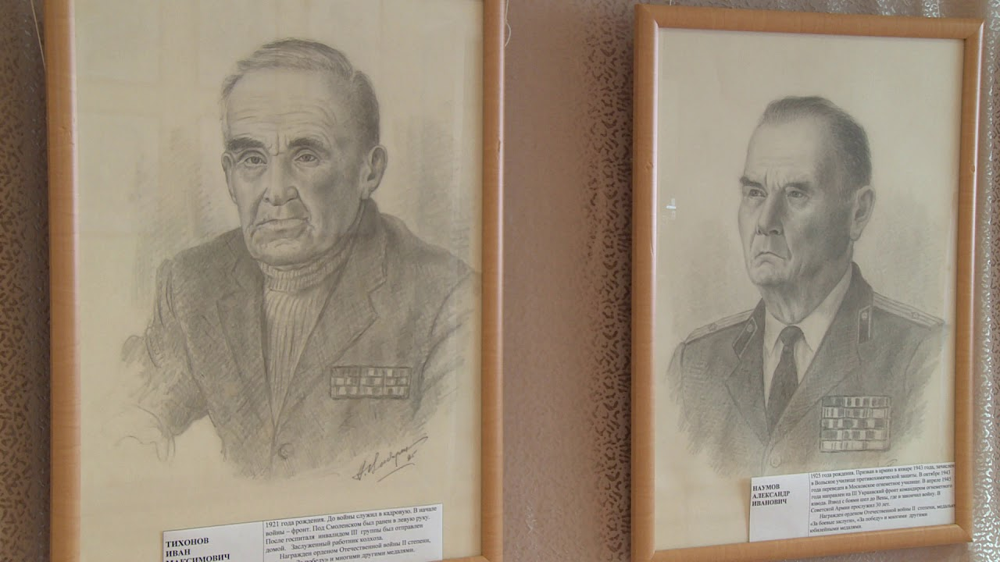 ТИХОНОВ
ИВАН
МАКСИМОВИЧ
1921 года рождения. До войны служил в кадровую. В начале
войны – фронт. Под Смоленском был ранен в левую руку.
После госпиталя инвалидом III группы был отправлен
домой. Заслуженный работник колхоза.
Награжден орденом Отечественной войны II степени,
«За победу» и многими другими медалями.
НАУМОВ
АЛЕКСАНДР
ИВАНОВИЧ
1925 года рождения. Призван в армию в январе 1943 года, зачислен
в Вольское училище противохимической защиты. В октябре 1943
года переведен в Московское огнеметное училище. В апреле 1945
года направлен на III Украинский фронт командиром огнеметного
взвода. Взвод с боями шел до Вены, где и закончил войну. В
Советской Армии прослужил 30 лет.
Награжден орденом Отечественной войны II степени, медалью
«За боевые заслуги», «За победу» и многими другими
юбилейными медалями.